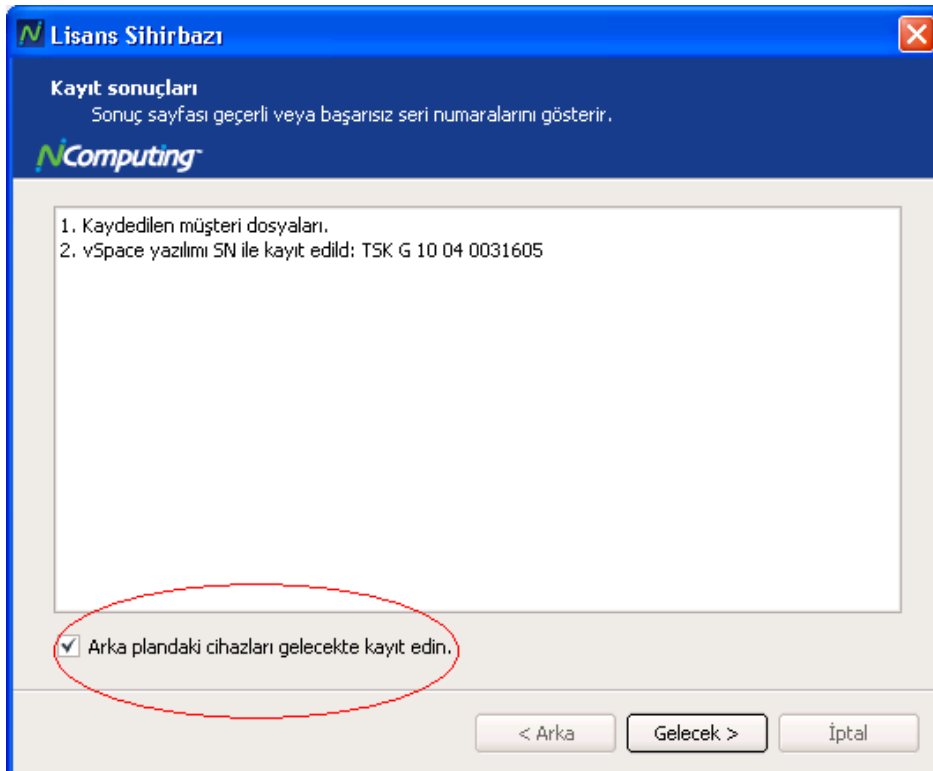 Lisans Sihirbazı
Kayıt sonuçları
Sonuç sayfası geçerli veya başarısız seri numaralarını gösterir.
NComputing™
1. Kaydedilen müşteri dosyaları.
2. vSpace yazılımı SN ile kayıt edild: TSK G 10 04 0031605
Arka plandaki cihazları gelecekte kayıt edin.
< Arka
Gelecek >
İptal